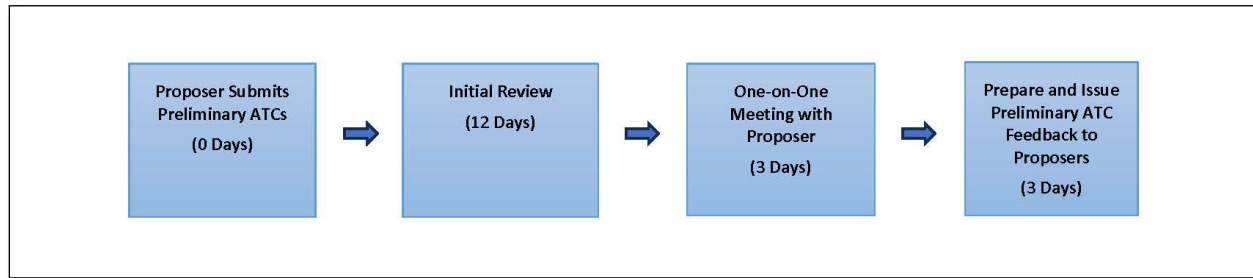 Proposer Submits
Preliminary ATCs
(0 Days)
Initial Review
(12 Days)
One-on-One
Meeting with
Proposer
(3 Days)
Prepare and Issue
Preliminary ATC
Feedback to
Proposers
(3 Days)